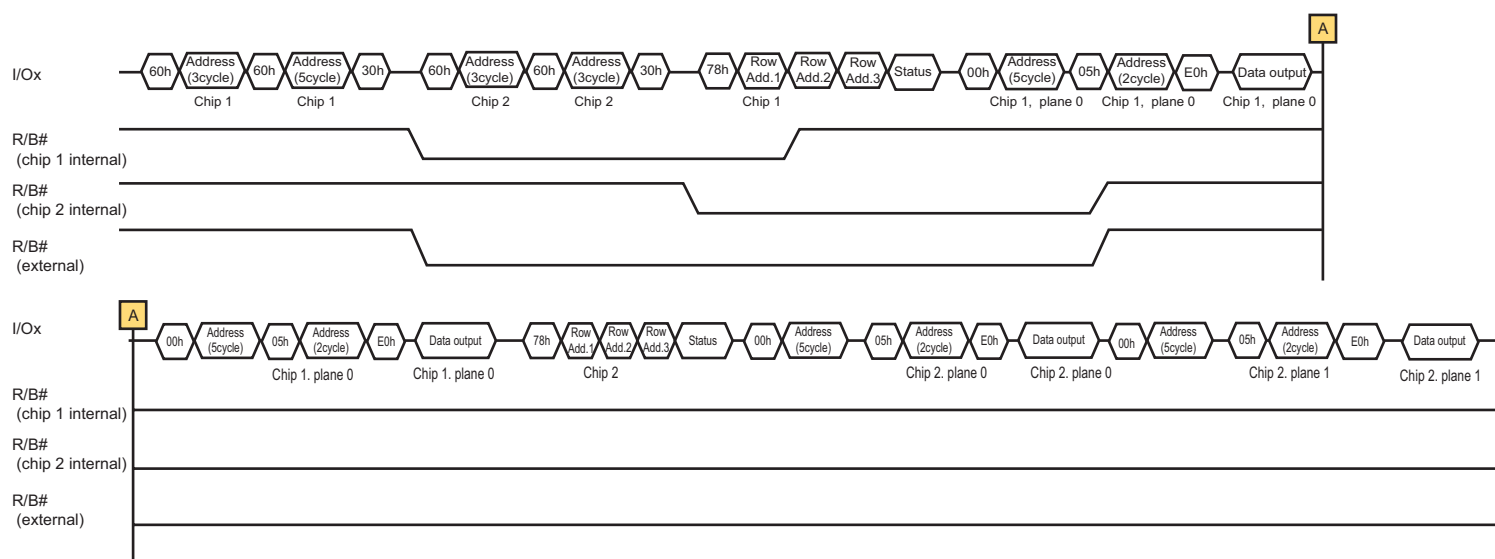 A
I/Ox
60h Address (3cycle) 60h Address (5cycle) 30h 60h Address (3cycle) 60h Address (3cycle) 30h 78h Row Add.1 Row Add.2 Row Add.3 Status 00h Address (5cycle) 05h Address (2cycle) E0h Data output
Chip 1 Chip 1 Chip 2 Chip 2 Chip 1 Chip 1, plane 0 Chip 1, plane 0 Chip 1, plane 0
R/B#
(chip 1 internal)
R/B#
(chip 2 internal)
R/B#
(external)
A
I/Ox
00h Address (5cycle) 05h Address (2cycle) E0h Data output 78h Row Add.1 Row Add.2 Row Add.3 Status 00h Address (5cycle) 05h Address (2cycle) E0h Data output 00h Address (5cycle) 05h Address (2cycle) E0h Data output
Chip 1. plane 0 Chip 1. plane 0 Chip 2 Chip 2. plane 0 Chip 2. plane 0 Chip 2. plane 1 Chip 2. plane 1
R/B#
(chip 1 internal)
R/B#
(chip 2 internal)
R/B#
(external)